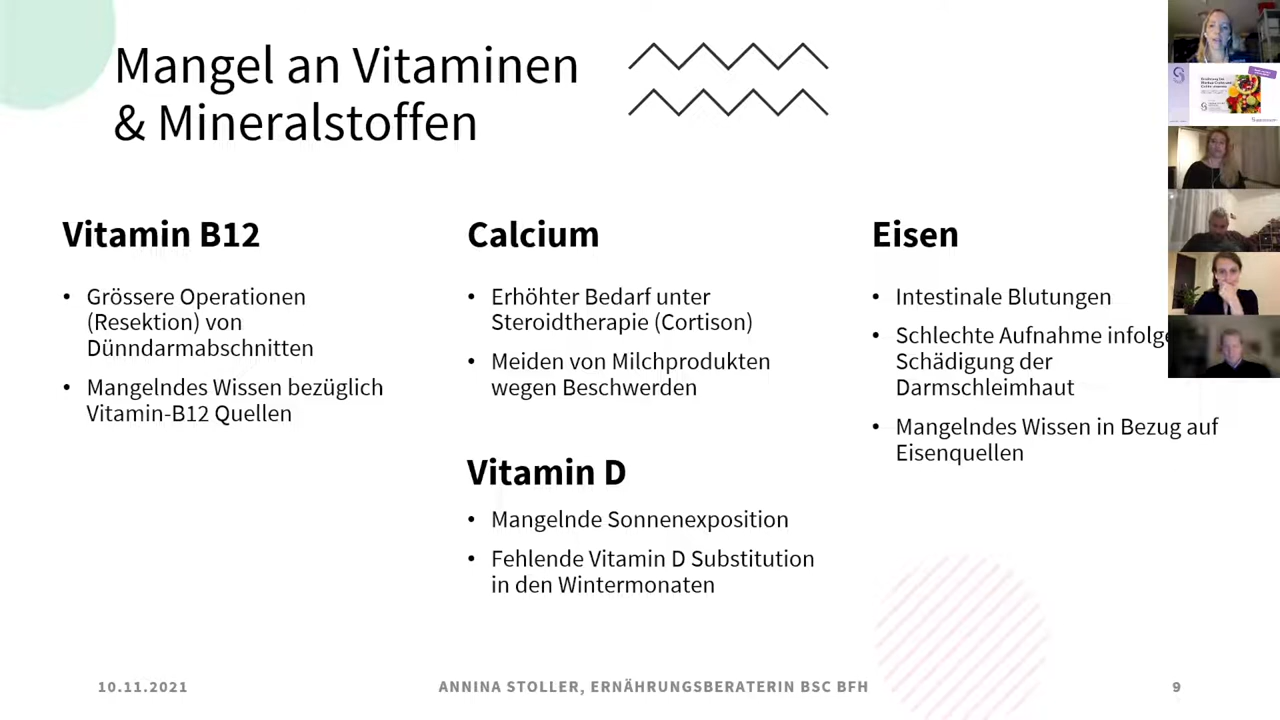 Mangel an Vitaminen
& Mineralstoffen
Vitamin B12
• Grössere Operationen
(Resektion) von
Dünndarmabschnitten
• Mangelndes Wissen bezüglich
Vitamin-B12 Quellen
Calcium
• Erhöhter Bedarf unter
Steroidtherapie (Cortison)
• Meiden von Milchprodukten
wegen Beschwerden
Vitamin D
• Mangelnde Sonnenexposition
• Fehlende Vitamin D Substitution
in den Wintermonaten
Eisen
• Intestinale Blutungen
• Schlechte Aufnahme infolge
Schädigung der
Darmschleimhaut
• Mangelndes Wissen in Bezug auf
Eisenquellen
10.11.2021
ANNINA STOLLER, ERNÄHRUNGSBERATERIN BSC BFH
9